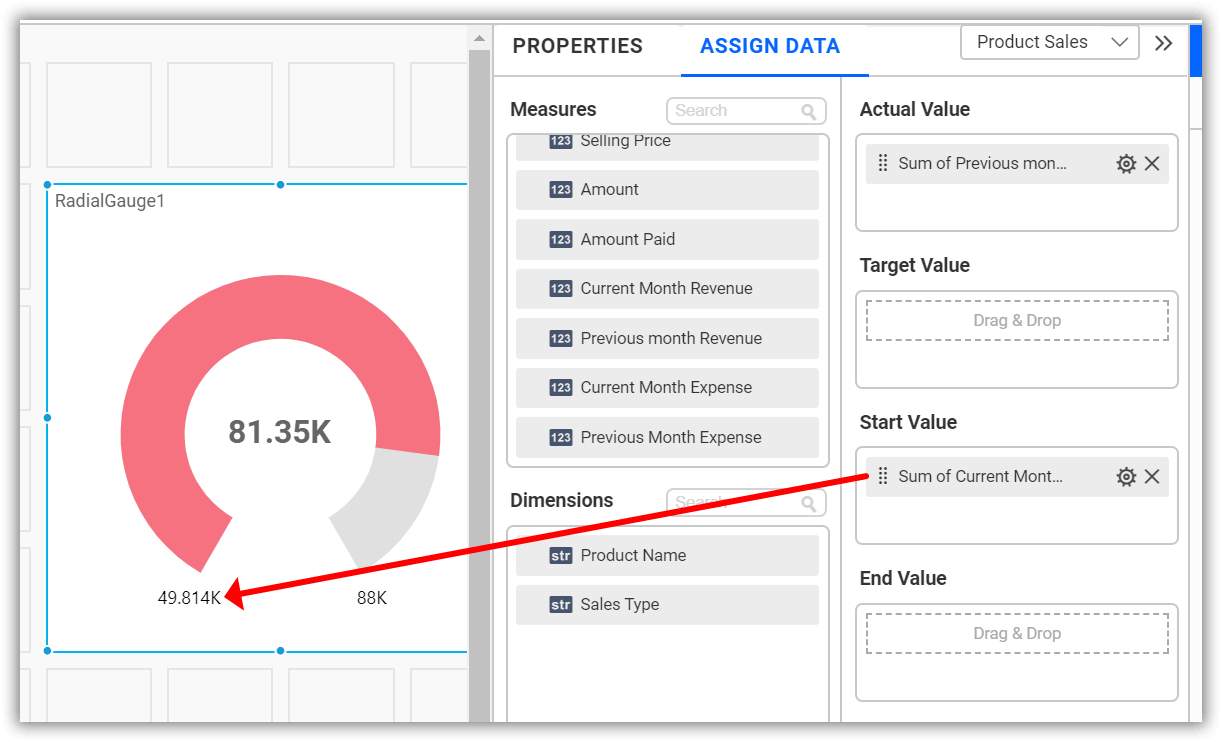 PROPERTIES
ASSIGN DATA
Product Sales
RadialGauge1
81.35K
49.814K
88K
Measures
Search
123 Selling Price
123 Amount
123 Amount Paid
123 Current Month Revenue
123 Previous month Revenue
123 Current Month Expense
123 Previous Month Expense
Dimensions
Search
str Product Name
str Sales Type
Actual Value
Sum of Previous mon...
Target Value
Drag & Drop
Start Value
Sum of Current Mont...
End Value
Drag & Drop